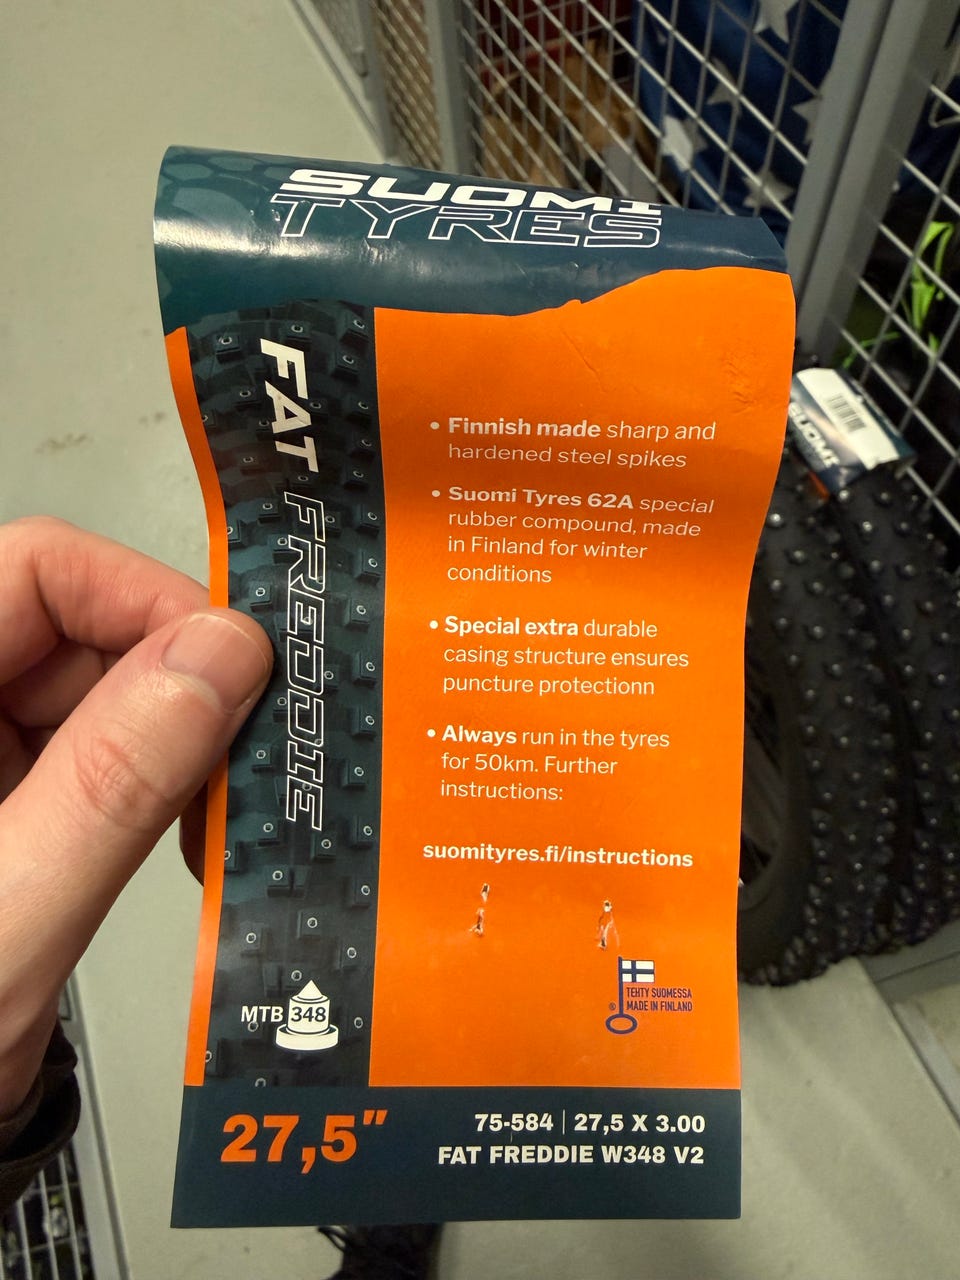 SUOMI
TYRES
FAT FREDDIE
• Finnish made sharp and
hardened steel spikes
• Suomi Tyres 62A special
rubber compound, made
in Finland for winter
conditions
• Special extra durable
casing structure ensures
puncture protectionn
• Always run in the tyres
for 50km. Further
instructions:
suomityres.fi/instructions
MTB 348
® TEHTY SUOMESSA
MADE IN FINLAND
27,5"
75-584 | 27,5 X 3.00
FAT FREDDIE W348 V2
SUOMI